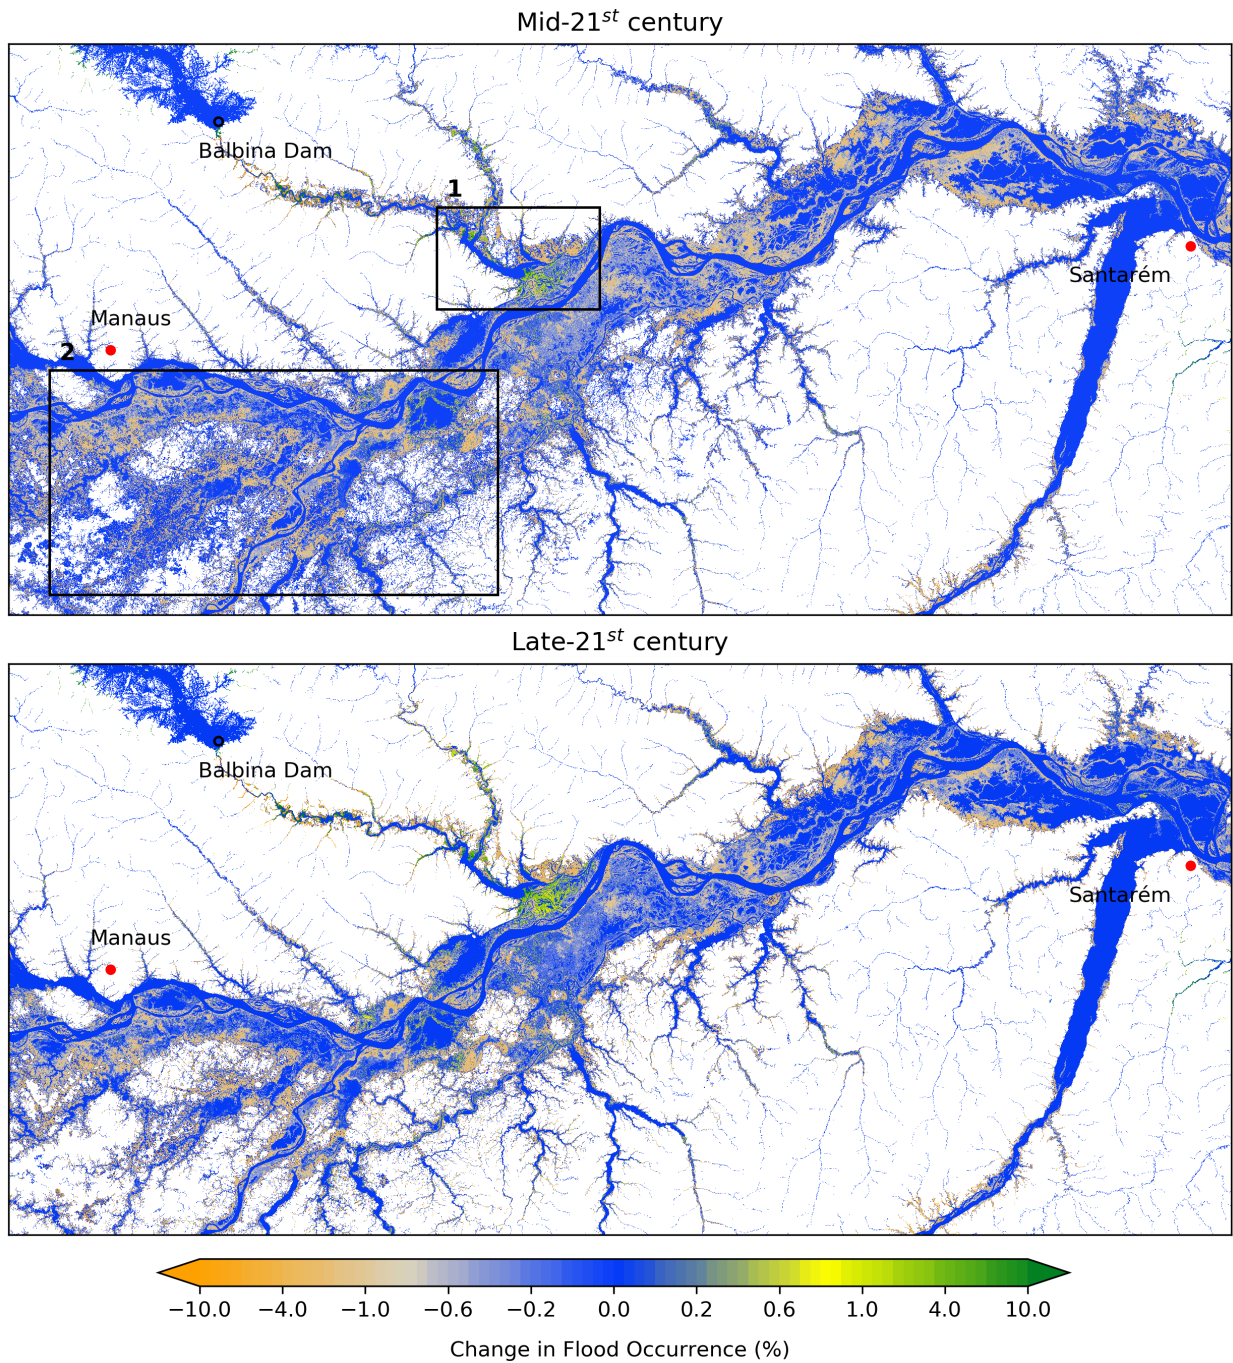 Mid-21st century
Balbina Dam
1
Santarém
Manaus
2
Late-21st century
Balbina Dam
Santarém
Manaus
−10.0 −4.0 −1.0 −0.6 −0.2 0.0 0.2 0.6 1.0 4.0 10.0
Change in Flood Occurrence (%)